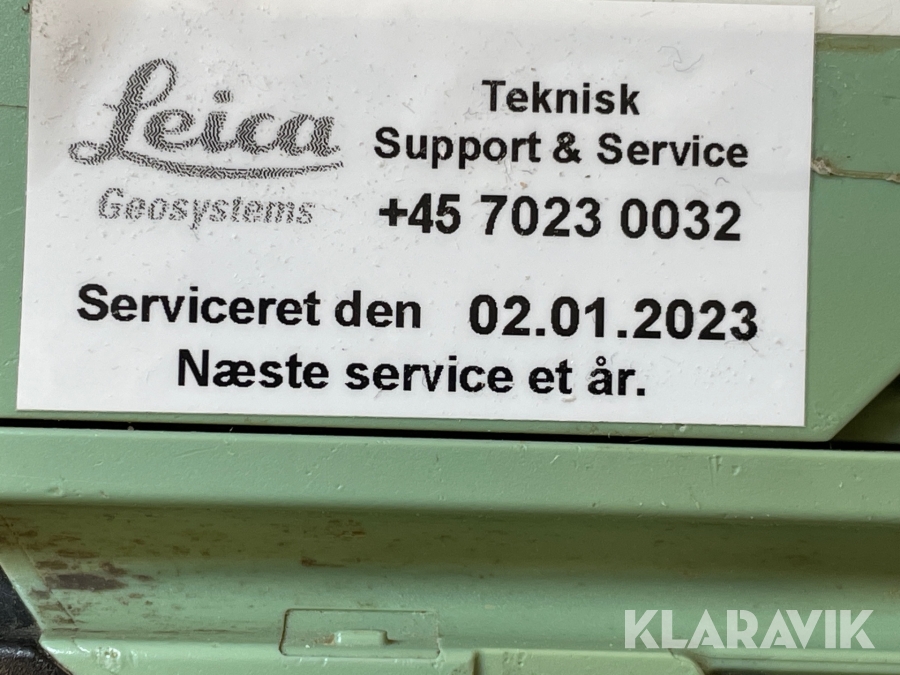 Leica
Geosystems
Teknisk
Support & Service
+45 7023 0032
Serviceret den 02.01.2023
Næste service et år.
KLARAVIK